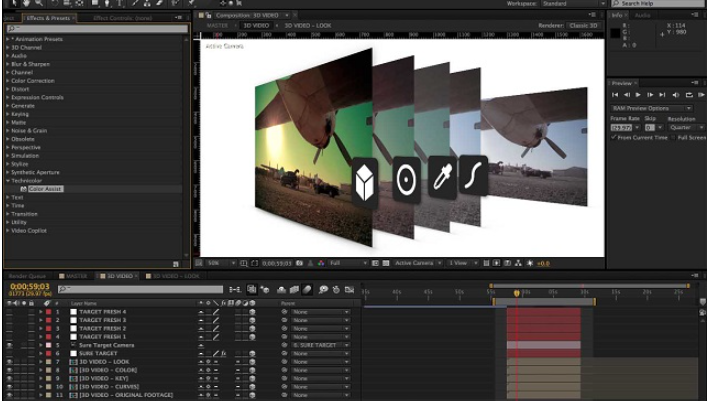 Workspace: Standard
Search Help
Effects & Presets
Effect Controls: (none)
Composition: 3D VIDEO
Info
Audio
MASTER
3D VIDEO
3D VIDEO - LOOK
Renderer: Classic 3D
R :
G :
B :
A : 0
X : 114
Y : 980
Active Camera
* Animation Presets
3D Channel
Audio
Blur & Sharpen
Channel
Color Correction
Distort
Expression Controls
Generate
Keying
Matte
Noise & Grain
Obsolete
Perspective
Simulation
Stylize
Synthetic Aperture
Technicolor
Color Assist
Text
Time
Transition
Utility
Video Copilot
Preview
RAM Preview Options
Frame Rate Skip Resolution
(29.97) 0 Quarter
From Current Time Full Screen
50% 0;00;59;03 Full Active Camera 1 View +0.0
Render Queue MASTER 3D VIDEO 3D VIDEO - LOOK
0;00;59;03
01773 (29.97 fps)
# Layer Name Parent
1 TARGET FRESH 4 None
2 TARGET FRESH 3 None
3 TARGET FRESH 2 None
4 TARGET FRESH 1 None
5 Sure Target Camera 6. SURE TARGET
6 SURE TARGET None
7 3D VIDEO - LOOK None
8 [3D VIDEO - COLOR] None
9 [3D VIDEO - KEY] None
10 [3D VIDEO - CURVES] None
11 [3D VIDEO - ORIGINAL FOOTAGE] None